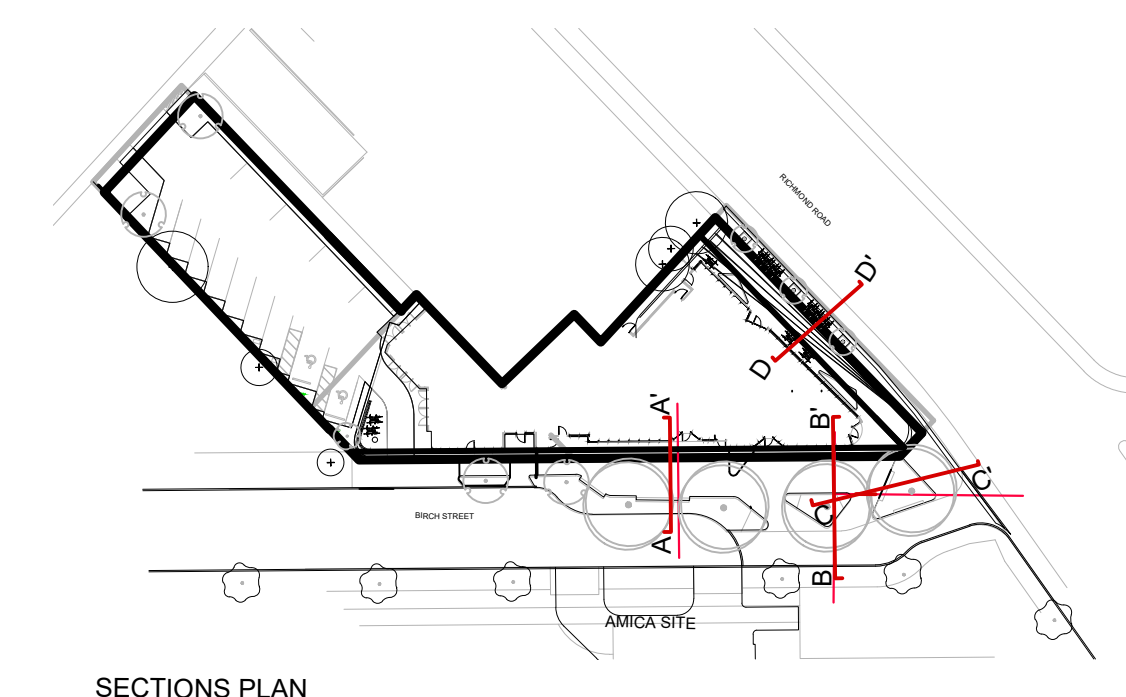 RICHMOND ROAD
D'
D
A'
B'
C'
C
BIRCH STREET
A
B
AMICA SITE
SECTIONS PLAN